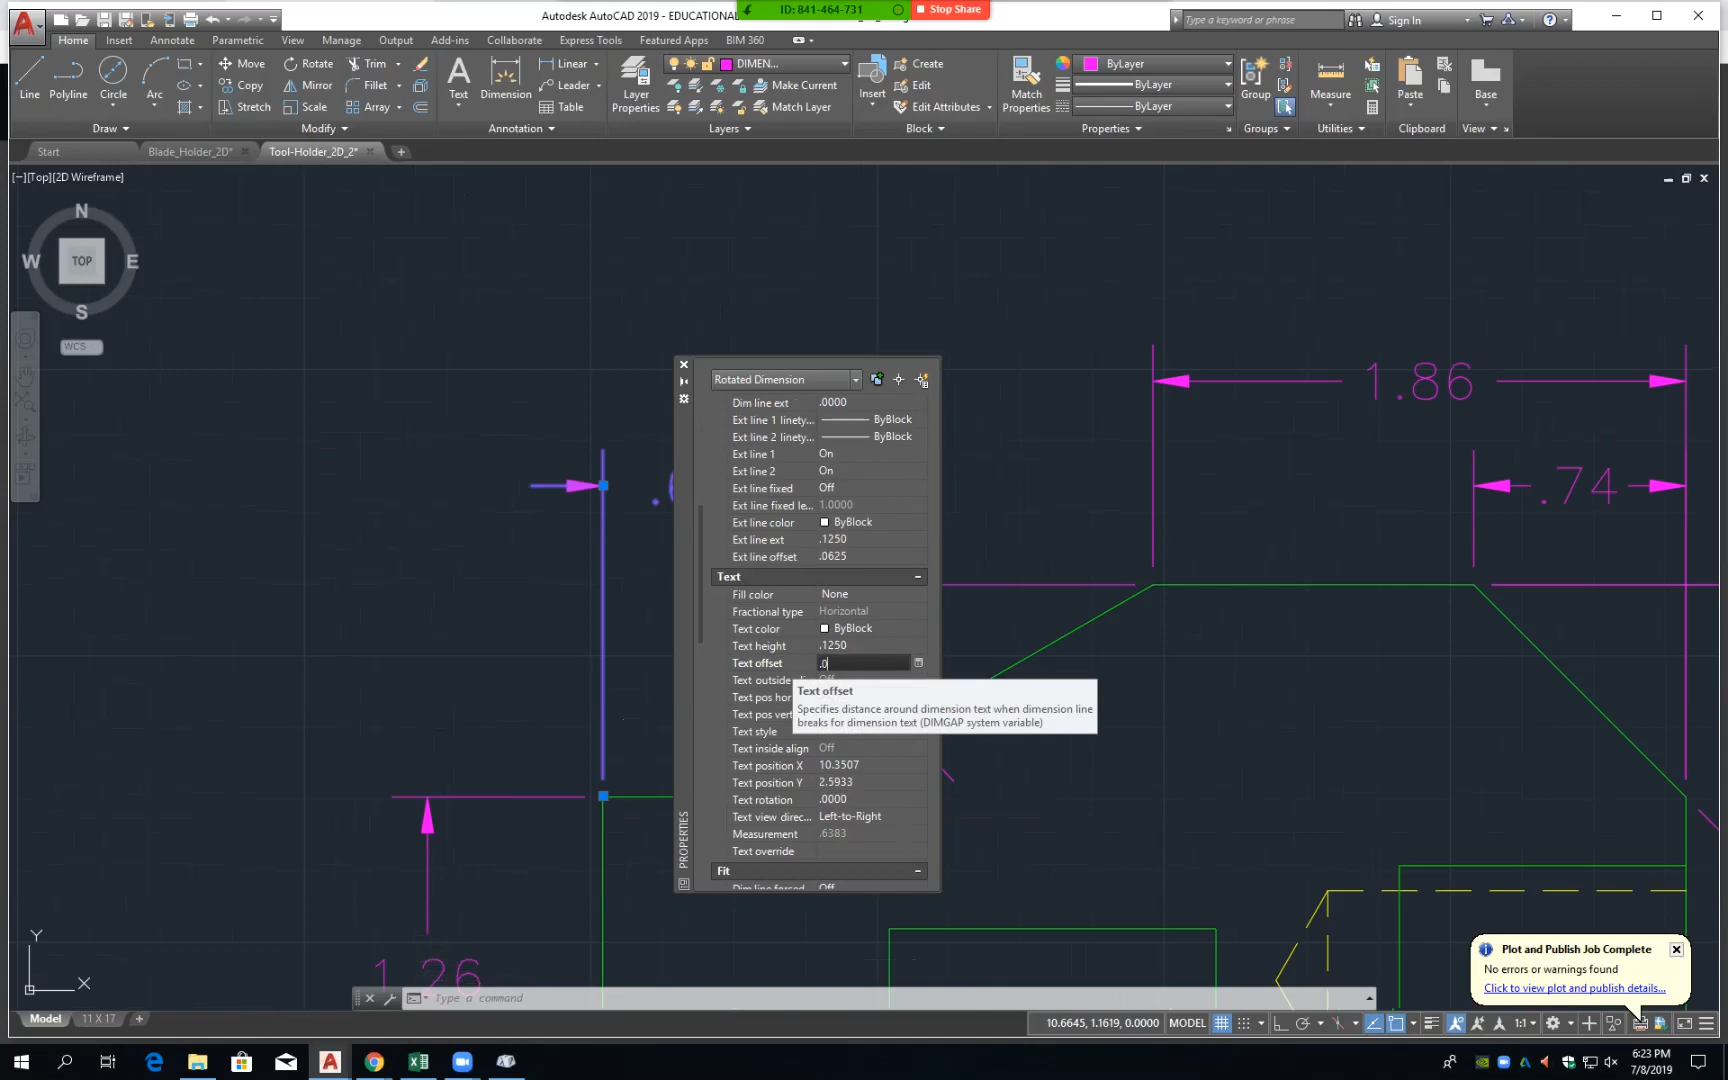 ID: 841-464-731
Stop Share
Autodesk AutoCAD 2019 - EDUCATIONAL
Type a keyword or phrase
Sign In
Home Insert Annotate Parametric View Manage Output Add-ins Collaborate Express Tools Featured Apps BIM 360
Line
Polyline
Circle
Arc
Draw
Move Rotate Trim
Copy Mirror Fillet
Stretch Scale Array
Modify
Text
Dimension
Linear
Leader
Table
Annotation
Layer
Properties
DIMEN...
Make Current
Match Layer
Layers
Insert
Create
Edit
Edit Attributes
Block
Match
Properties
ByLayer
ByLayer
ByLayer
Properties
Group
Groups
Measure
Utilities
Paste
Clipboard
Base
View
Start Blade_Holder_2D* Tool-Holder_2D_2*
[−][Top][2D Wireframe]
N
W TOP E
S
WCS
1.86
.74
1.26
Rotated Dimension
Dim line ext .0000
Ext line 1 linety... ByBlock
Ext line 2 linety... ByBlock
Ext line 1 On
Ext line 2 On
Ext line fixed Off
Ext line fixed le... 1.0000
Ext line color ByBlock
Ext line ext .1250
Ext line offset .0625
Text
Fill color None
Fractional type Horizontal
Text color ByBlock
Text height .1250
Text offset .0
Text outside
Text pos hor
Text pos vert
Text style
Text inside align Off
Text position X 10.3507
Text position Y 2.5933
Text rotation .0000
Text view direc... Left-to-Right
Measurement .6383
Text override
Fit
Dim line forced Off
PROPERTIES
Text offset
Specifies distance around dimension text when dimension line
breaks for dimension text (DIMGAP system variable)
Y
X
Type a command
Plot and Publish Job Complete
No errors or warnings found
Click to view plot and publish details...
Model 11 X 17
10.6645, 1.1619, 0.0000 MODEL 1:1
6:23 PM
7/8/2019